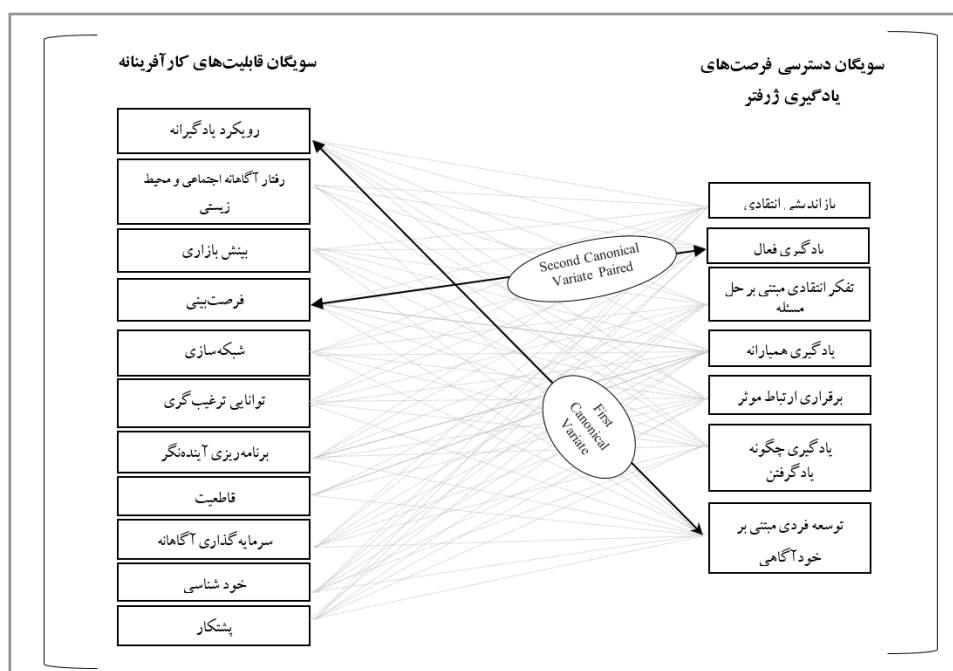 سویگان دسترسی فرصت‌های
یادگیری ژرفتر
سویگان قابلیت‌های کارآفرینانه
بازاندیشی انتقادی
یادگیری فعال
تفکر انتقادی مبتنی بر حل
مسئله
یادگیری همیارانه
برقراری ارتباط موثر
یادگیری چگونه
یادگرفتن
توسعه فردی مبتنی بر
خودآگاهی
Second Canonical
Variate Paired
First
Canonical
Variate
رویکرد یادگیرانه
رفتار آگاهانه اجتماعی و محیط
زیستی
بینش بازاری
فرصت‌بینی
شبکه‌سازی
توانایی ترغیب‌گری
برنامه‌ریزی آینده‌نگر
قاطعیت
سرمایه‌گذاری آگاهانه
خود شناسی
پشتکار